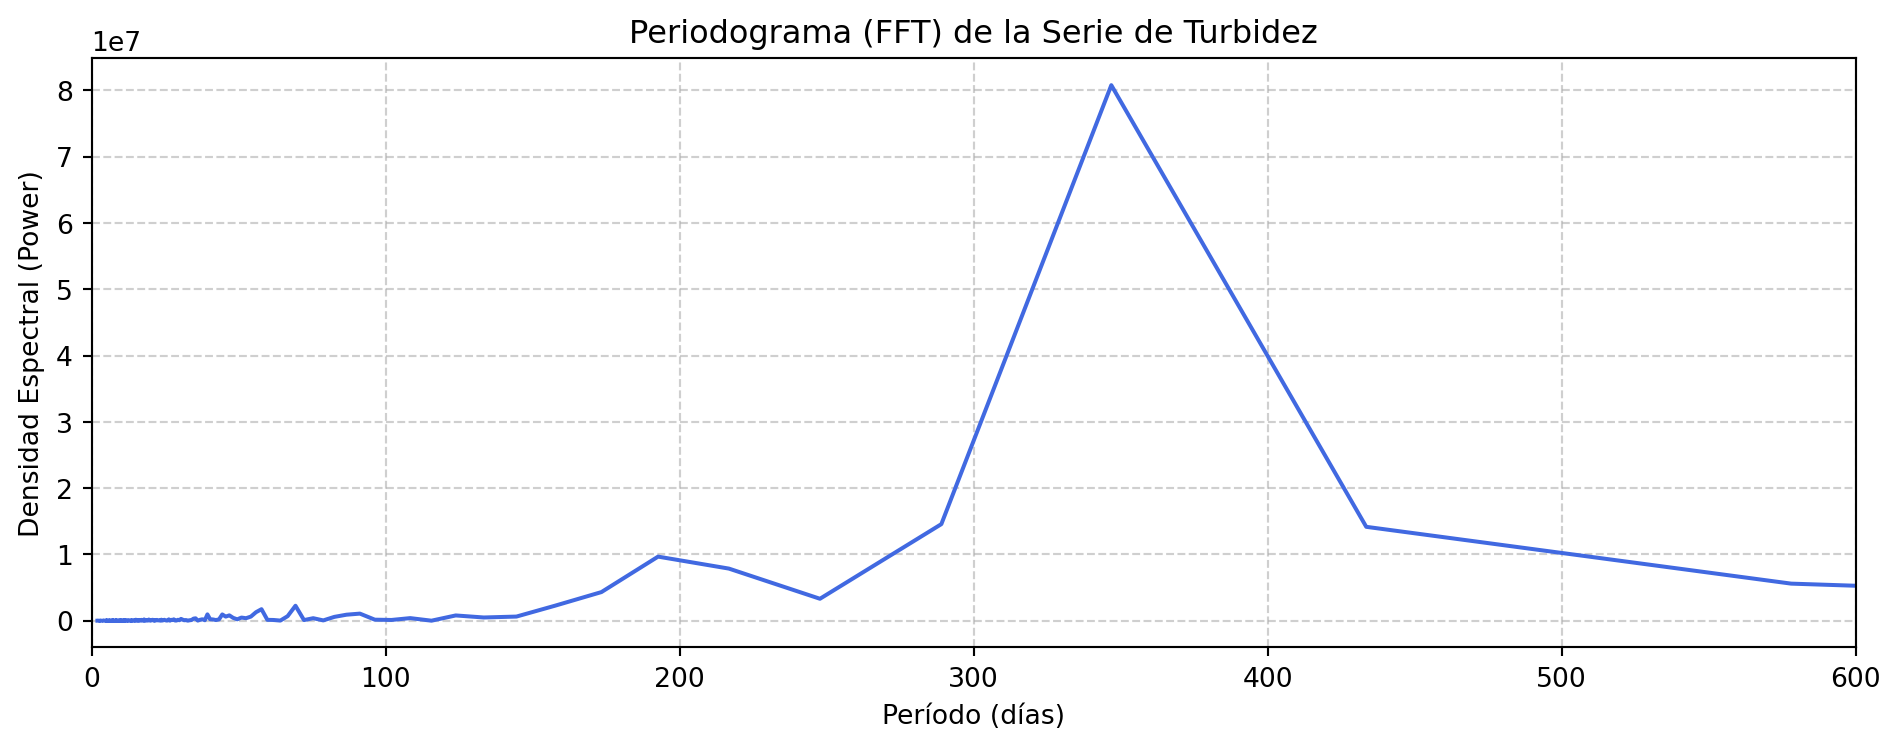 Periodograma (FFT) de la Serie de Turbidez
1e7
8
7
6
5
4
3
2
1
0
Densidad Espectral (Power)
0 100 200 300 400 500 600
Período (días)